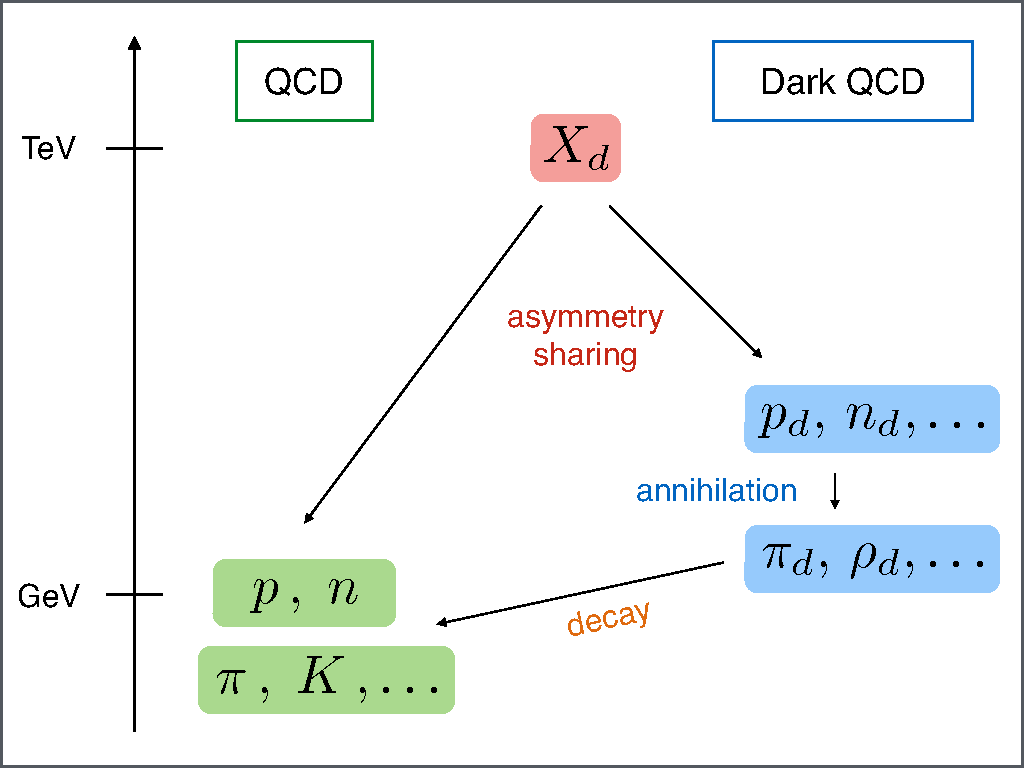 QCD
Dark QCD
TeV
X_d
asymmetry
sharing
p_d, n_d, ...
annihilation
π_d, ρ_d, ...
GeV
p , n
decay
π , K , ...